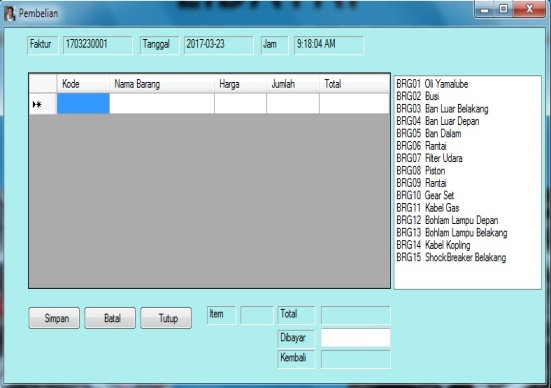 Pembelian
Faktur 1703230001 Tanggal 2017-03-23 Jam 9:18:04 AM
Kode Nama Barang Harga Jumlah Total
BRG01 Oli Yamalube
BRG02 Busi
BRG03 Ban Luar Belakang
BRG04 Ban Luar Depan
BRG05 Ban Dalam
BRG06 Rantai
BRG07 Filter Udara
BRG08 Piston
BRG09 Rantai
BRG10 Gear Set
BRG11 Kabel Gas
BRG12 Bohlam Lampu Depan
BRG13 Bohlam Lampu Belakang
BRG14 Kabel Kopling
BRG15 ShockBreaker Belakang
Simpan Batal Tutup Item Total
Dibayar
Kembali